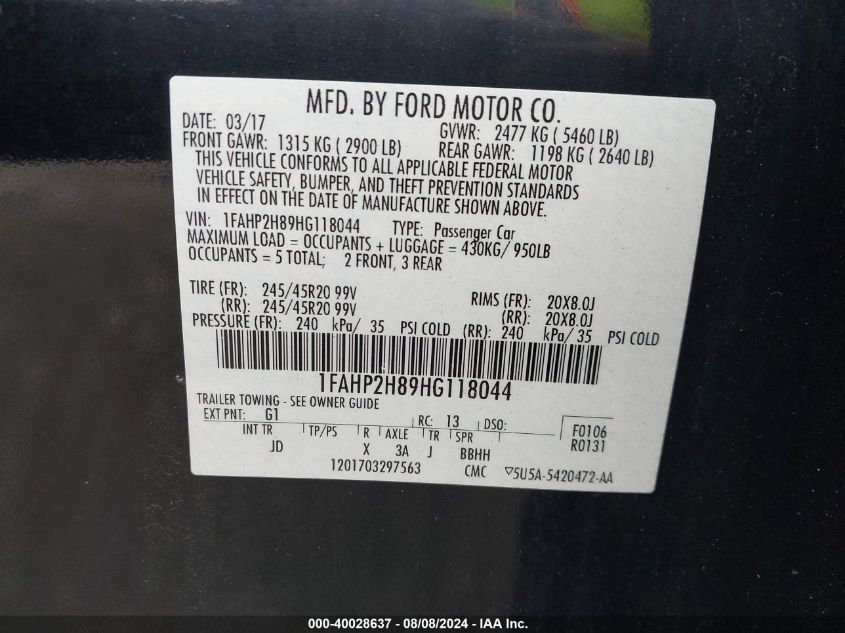 MFD. BY FORD MOTOR CO.
DATE: 03/17 GVWR: 2477 KG ( 5460 LB)
FRONT GAWR: 1315 KG ( 2900 LB) REAR GAWR: 1198 KG ( 2640 LB)
THIS VEHICLE CONFORMS TO ALL APPLICABLE FEDERAL MOTOR
VEHICLE SAFETY, BUMPER, AND THEFT PREVENTION STANDARDS
IN EFFECT ON THE DATE OF MANUFACTURE SHOWN ABOVE.
VIN: 1FAHP2H89HG118044 TYPE: Passenger Car
MAXIMUM LOAD = OCCUPANTS + LUGGAGE = 430KG/ 950LB
OCCUPANTS = 5 TOTAL; 2 FRONT, 3 REAR
TIRE (FR): 245/45R20 99V RIMS (FR): 20X8.0J
(RR): 245/45R20 99V (RR): 20X8.0J
PRESSURE (FR): 240 kPa/ 35 PSI COLD (RR): 240 kPa/ 35 PSI COLD
1FAHP2H89HG118044
TRAILER TOWING - SEE OWNER GUIDE
EXT PNT: G1 RC: 13 DSO: F0106
INT TR TP/PS R AXLE TR SPR R0131
JD X 3A J BBHH
1201703297563 CMC 5U5A-5420472-AA
000-40028637 - 08/08/2024 - IAA Inc.